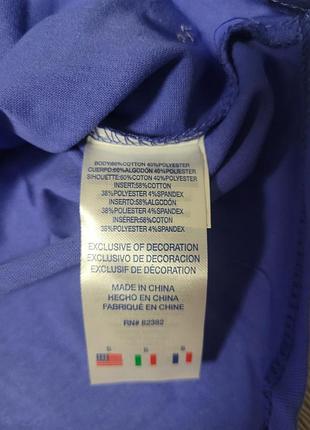 BODY:60%COTTON 40%POLYESTER
CUERPO:60%ALGODÓN 40%POLIESTER
SILHOUETTE:60%COTON 40%POLYESTER
INSERT:58%COTTON
38%POLYESTER 4%SPANDEX
INSERTO:58%ALGODÓN
38%POLYESTER 4%SPANDEX
INSÉRER:58%COTON
38%POLYESTER 4%SPANDEX
EXCLUSIVE OF DECORATION
EXCLUSIVO DE DECORACION
EXCLUSIF DE DÉCORATION
MADE IN CHINA
HECHO EN CHINA
FABRIQUÉ EN CHINE
RN# 82382